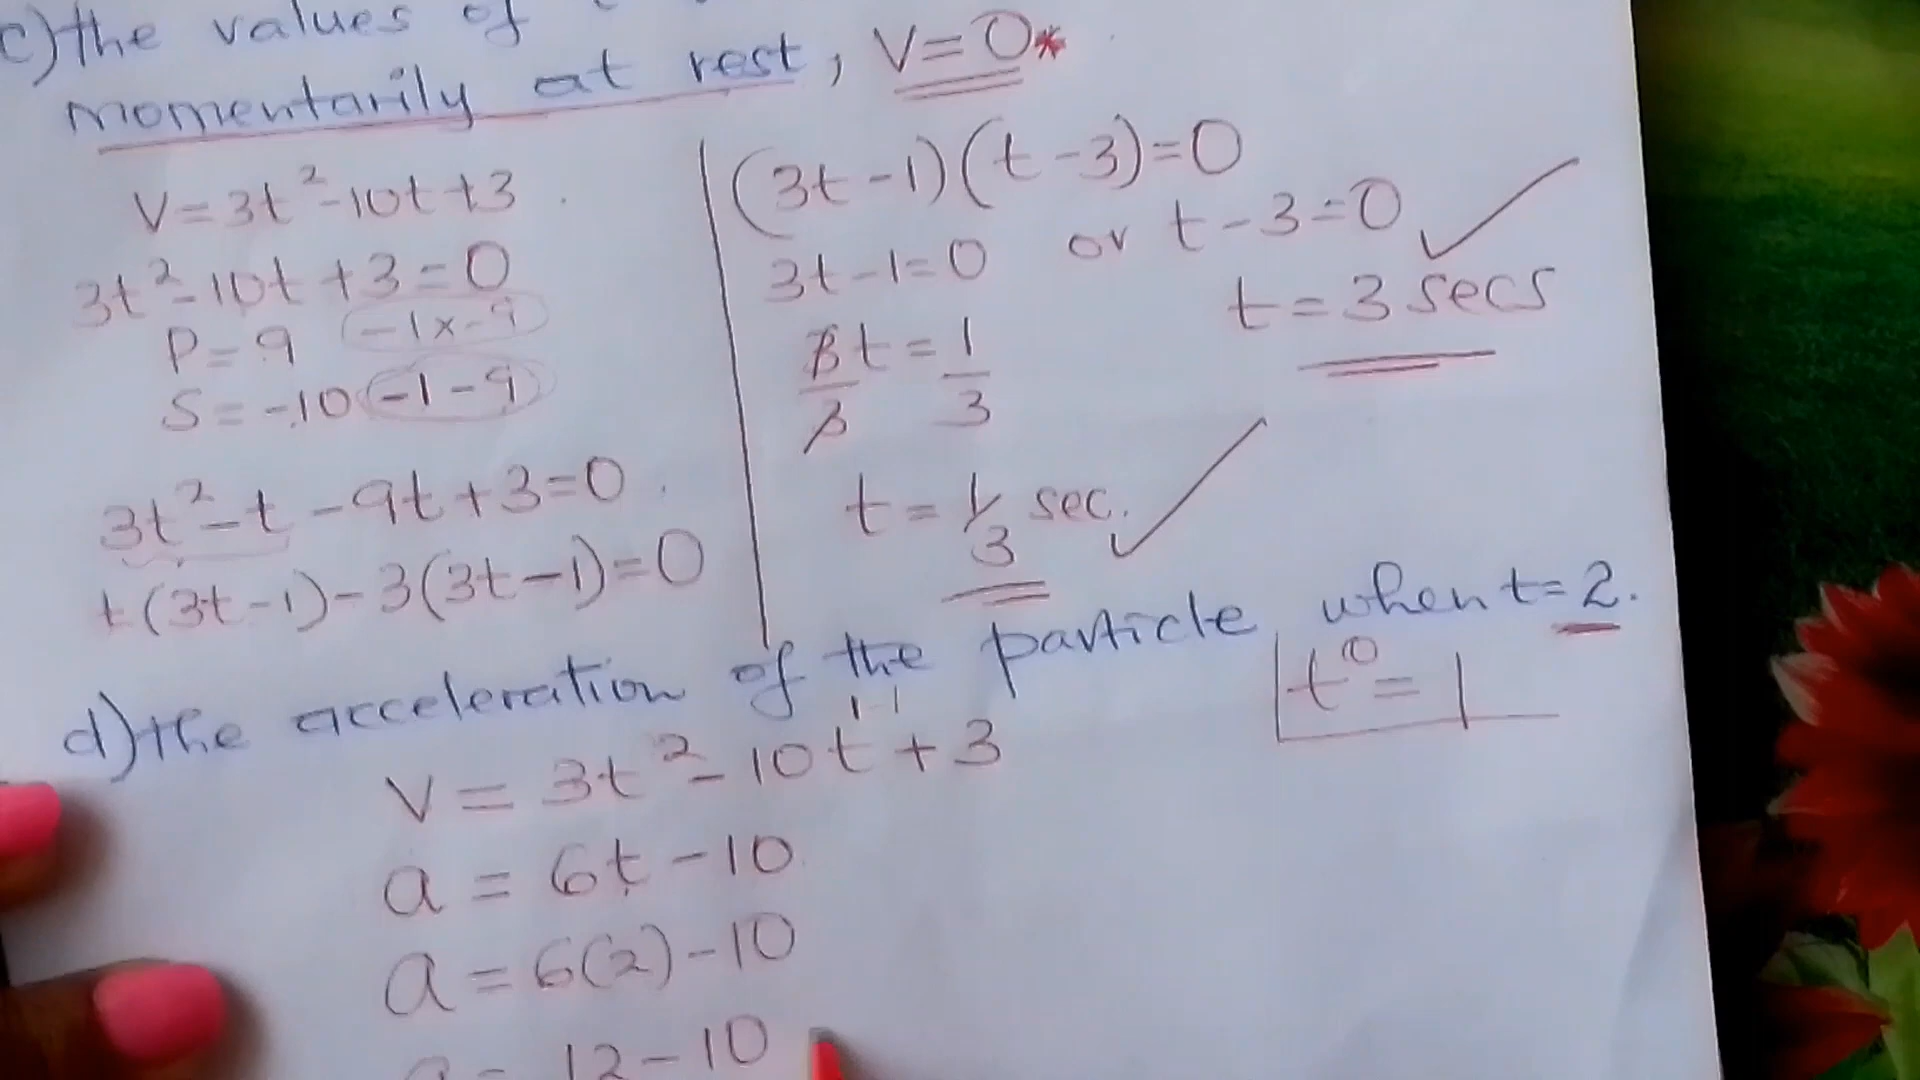 c) the values of
momentarily at rest, V=0*
V=3t²-10t+3
3t²-10t+3=0
P=9 -1x-9
S=-10 -1-9
3t²-t-9t+3=0
t(3t-1)-3(3t-1)=0
(3t-1)(t-3)=0
3t-1=0 or t-3=0
t=3 secs
3t/3 = 1/3
t = 1/3 sec.
d) the acceleration of the particle when t=2.
t⁰=1
1-1
V=3t²-10t+3
a=6t-10
a=6(2)-10
a=12-10